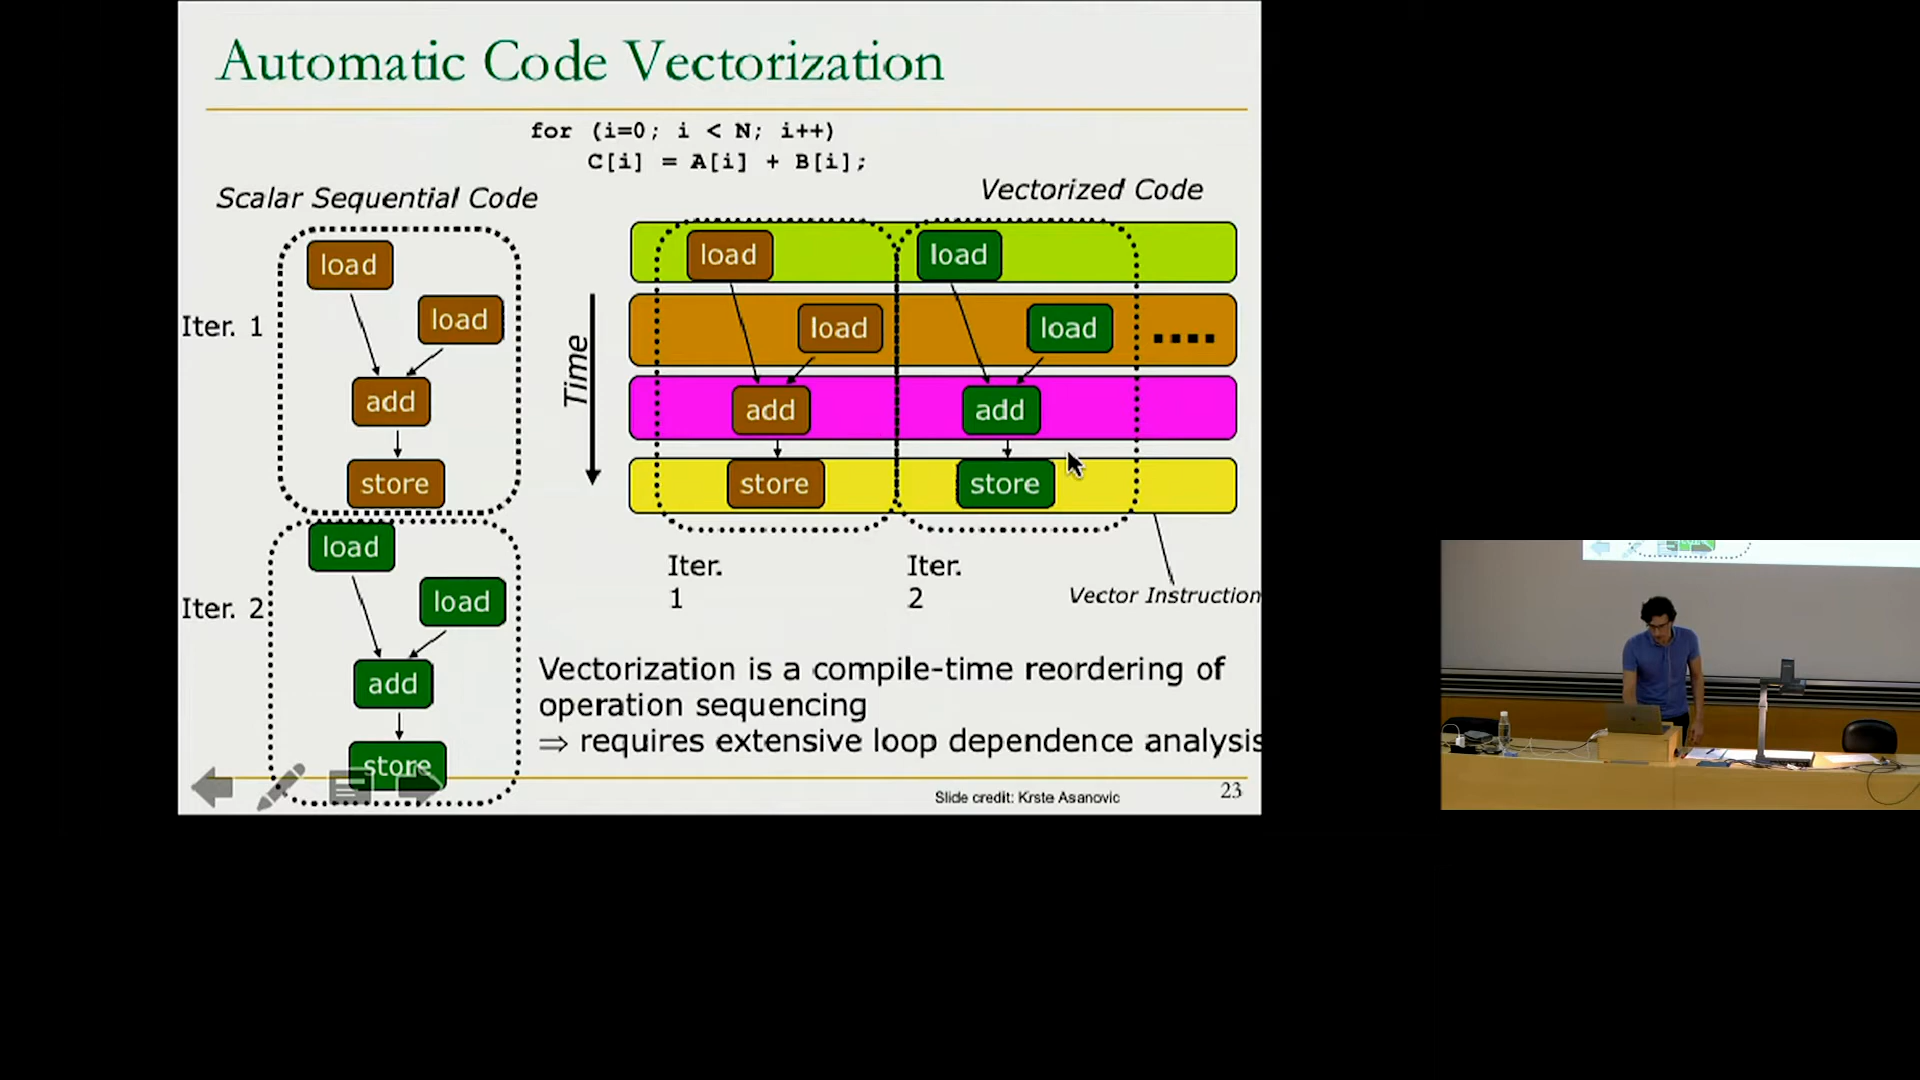 Automatic Code Vectorization
for (i=0; i < N; i++)
C[i] = A[i] + B[i];
Scalar Sequential Code
Vectorized Code
Iter. 1
load
load
add
store
Iter. 2
load
load
add
store
Time
load
load
load
load
....
add
add
store
store
Iter.
1
Iter.
2
Vector Instruction
Vectorization is a compile-time reordering of
operation sequencing
⇒ requires extensive loop dependence analysis
Slide credit: Krste Asanovic
23